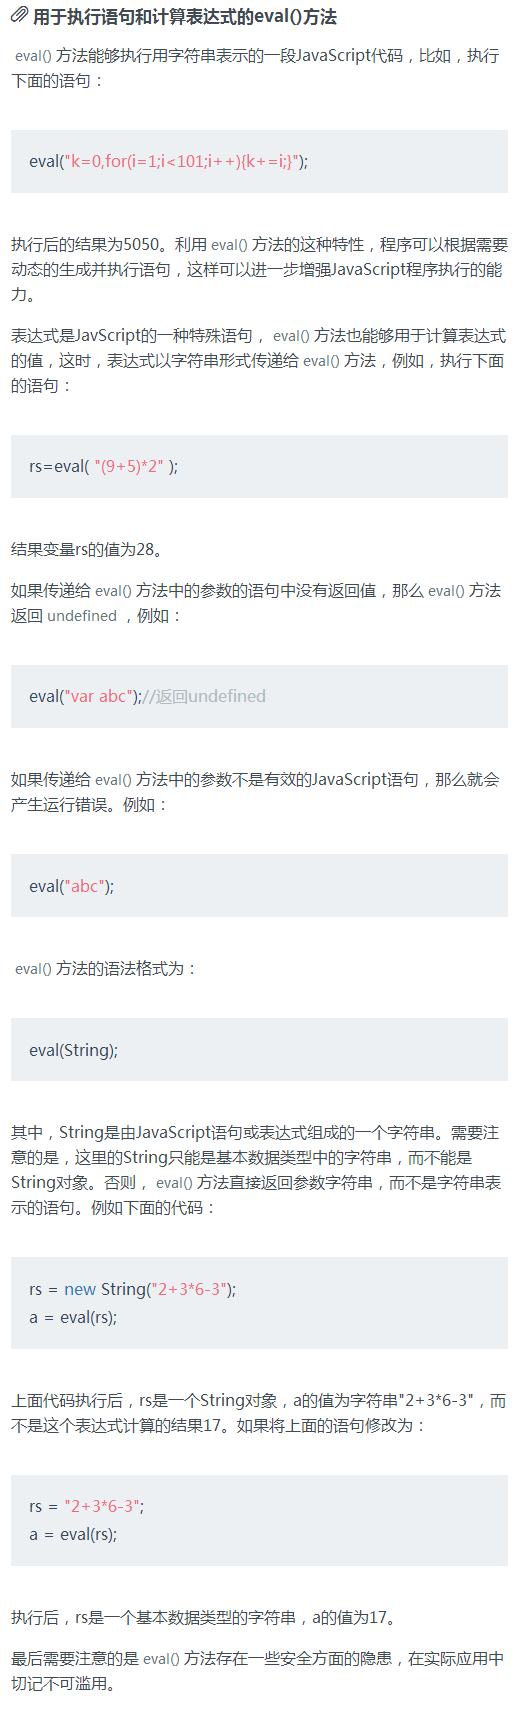 用于执行语句和计算表达式的eval()方法
eval() 方法能够执行用字符串表示的一段JavaScript代码，比如，执行
下面的语句：
eval("k=0,for(i=1;i<101;i++){k+=i;}");
执行后的结果为5050。利用 eval() 方法的这种特性，程序可以根据需要
动态的生成并执行语句，这样可以进一步增强JavaScript程序执行的能
力。
表达式是JavScript的一种特殊语句， eval() 方法也能够用于计算表达式
的值，这时，表达式以字符串形式传递给 eval() 方法，例如，执行下面
的语句：
rs=eval( "(9+5)*2" );
结果变量rs的值为28。
如果传递给 eval() 方法中的参数的语句中没有返回值，那么 eval() 方法
返回 undefined ，例如：
eval("var abc");//返回undefined
如果传递给 eval() 方法中的参数不是有效的JavaScript语句，那么就会
产生运行错误。例如：
eval("abc");
eval() 方法的语法格式为：
eval(String);
其中，String是由JavaScript语句或表达式组成的一个字符串。需要注
意的是，这里的String只能是基本数据类型中的字符串，而不能是
String对象。否则， eval() 方法直接返回参数字符串，而不是字符串表
示的语句。例如下面的代码：
rs = new String("2+3*6-3");
a = eval(rs);
上面代码执行后，rs是一个String对象，a的值为字符串"2+3*6-3"，而
不是这个表达式计算的结果17。如果将上面的语句修改为：
rs = "2+3*6-3";
a = eval(rs);
执行后，rs是一个基本数据类型的字符串，a的值为17。
最后需要注意的是 eval() 方法存在一些安全方面的隐患，在实际应用中
切记不可滥用。